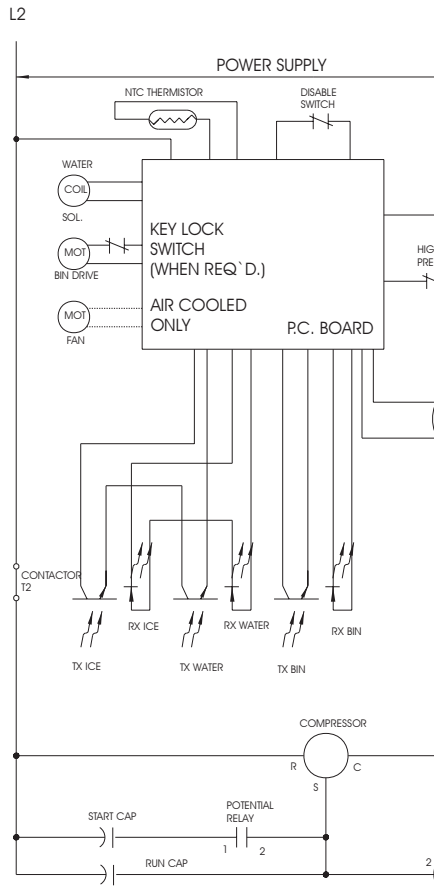 L2
POWER SUPPLY
NTC THERMISTOR
DISABLE
SWITCH
WATER
COIL
SOL.
KEY LOCK
SWITCH
(WHEN REQ`D.)
MOT
BIN DRIVE
HIG
PRE
AIR COOLED
ONLY
MOT
FAN
P.C. BOARD
CONTACTOR
T2
RX ICE
RX WATER
RX BIN
TX ICE
TX WATER
TX BIN
COMPRESSOR
R
C
S
START CAP
POTENTIAL
RELAY
1
2
RUN CAP
2